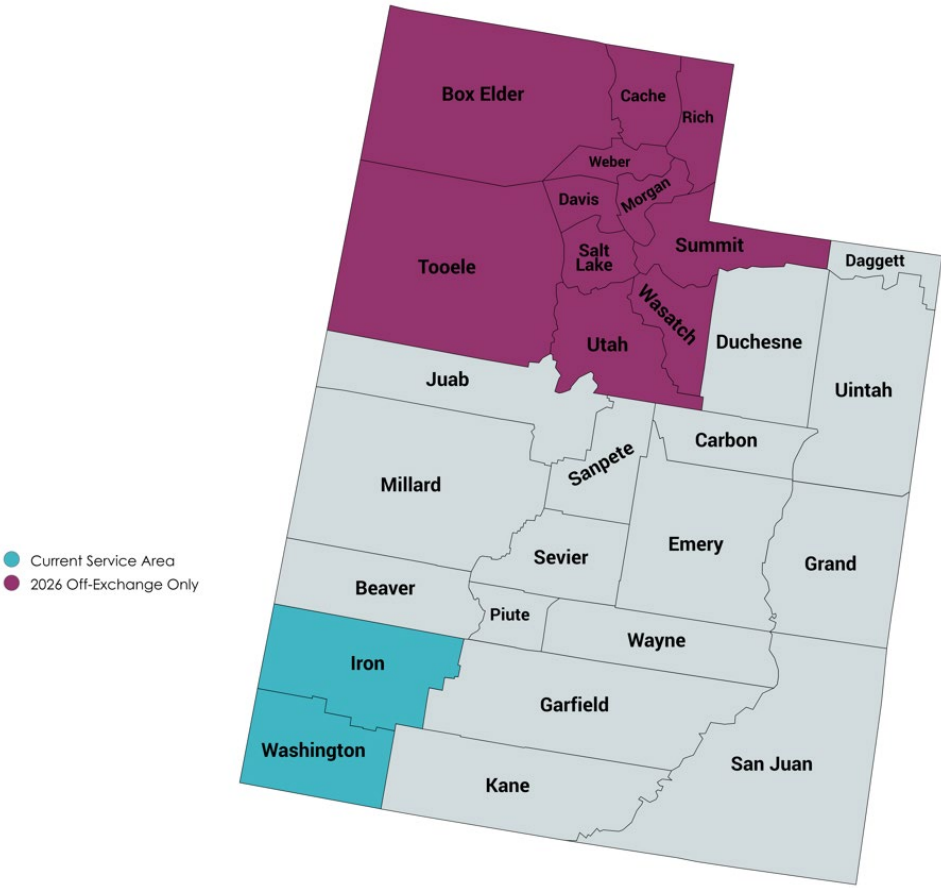 Box Elder
Cache
Rich
Weber
Davis
Morgan
Summit
Salt
Lake
Tooele
Wasatch
Utah
Daggett
Duchesne
Uintah
Juab
Carbon
Sanpete
Millard
Emery
Sevier
Grand
Beaver
Piute
Wayne
Iron
Garfield
Washington
San Juan
Kane
Current Service Area
2026 Off-Exchange Only